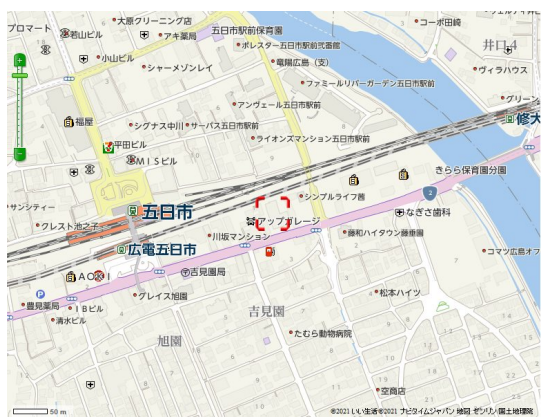 プロマート
大原クリーニング店
若山ビル
アキ薬局
五日市駅前保育園
コーポ田崎
井口4
小山ビル
ポレスター五日市駅前弐番館
シャーメゾンレイ
竜陽広島(支)
ヴィラハウス
ファミールリバーガーデン五日市駅前
福屋
アンヴェール五日市駅前
グリーン
シグナス中川
サーパス五日市駅前
修大
平田ビル
ライオンズマンション五日市駅前
MISビル
きらら保育園分園
サンシティー
シンプルライフ茜
2
五日市
クレスト池之子
アップガレージ
なぎさ歯科
川坂マンション
藤和ハイタウン藤垂園
広電五日市
コマツ広島オフ
AOKI
吉見園局
グレイス旭園
松本ハイツ
豊見薬局
IBビル
吉見園
清水ビル
旭園
たむら動物病院
空商店
50 m
©2021 いい生活©2021 ナビタイムジャパン 地図 ゼンリン 国土地理院